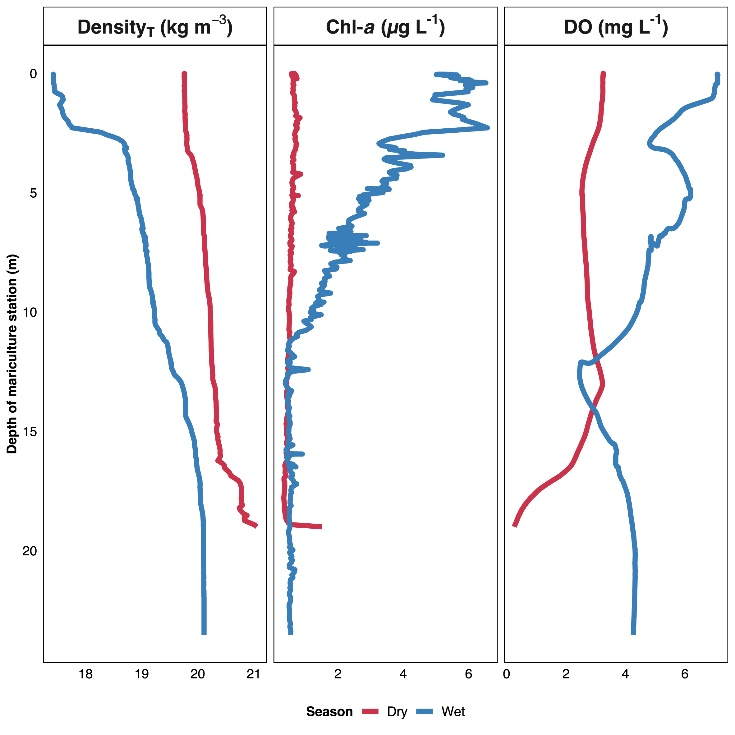 Density_T (kg m⁻³) Chl-a (µg L⁻¹) DO (mg L⁻¹)
Depth of mariculture station (m)
0
5
10
15
20
18 19 20 21 2 4 6 0 2 4 6
Season Dry Wet